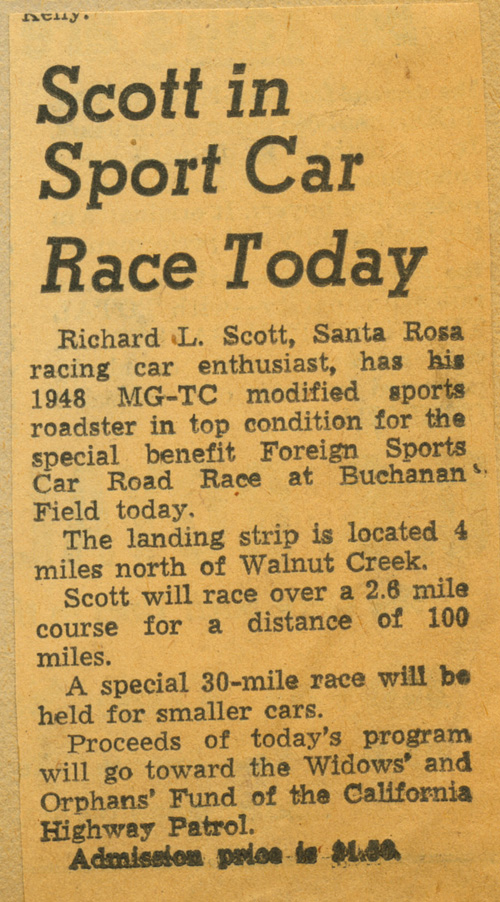 Kelly.
Scott in
Sport Car
Race Today
Richard L. Scott, Santa Rosa
racing car enthusiast, has his
1948 MG-TC modified sports
roadster in top condition for the
special benefit Foreign Sports
Car Road Race at Buchanan
Field today.
The landing strip is located 4
miles north of Walnut Creek.
Scott will race over a 2.6 mile
course for a distance of 100
miles.
A special 30-mile race will be
held for smaller cars.
Proceeds of today's program
will go toward the Widows' and
Orphans' Fund of the California
Highway Patrol.
Admission price is